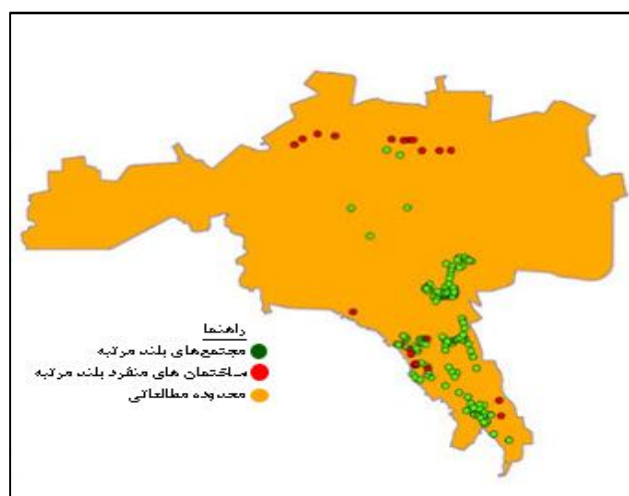 راهنما
مجتمع‌های بلند مرتبه
ساختمان های منفرد بلند مرتبه
محدوده مطالعاتی